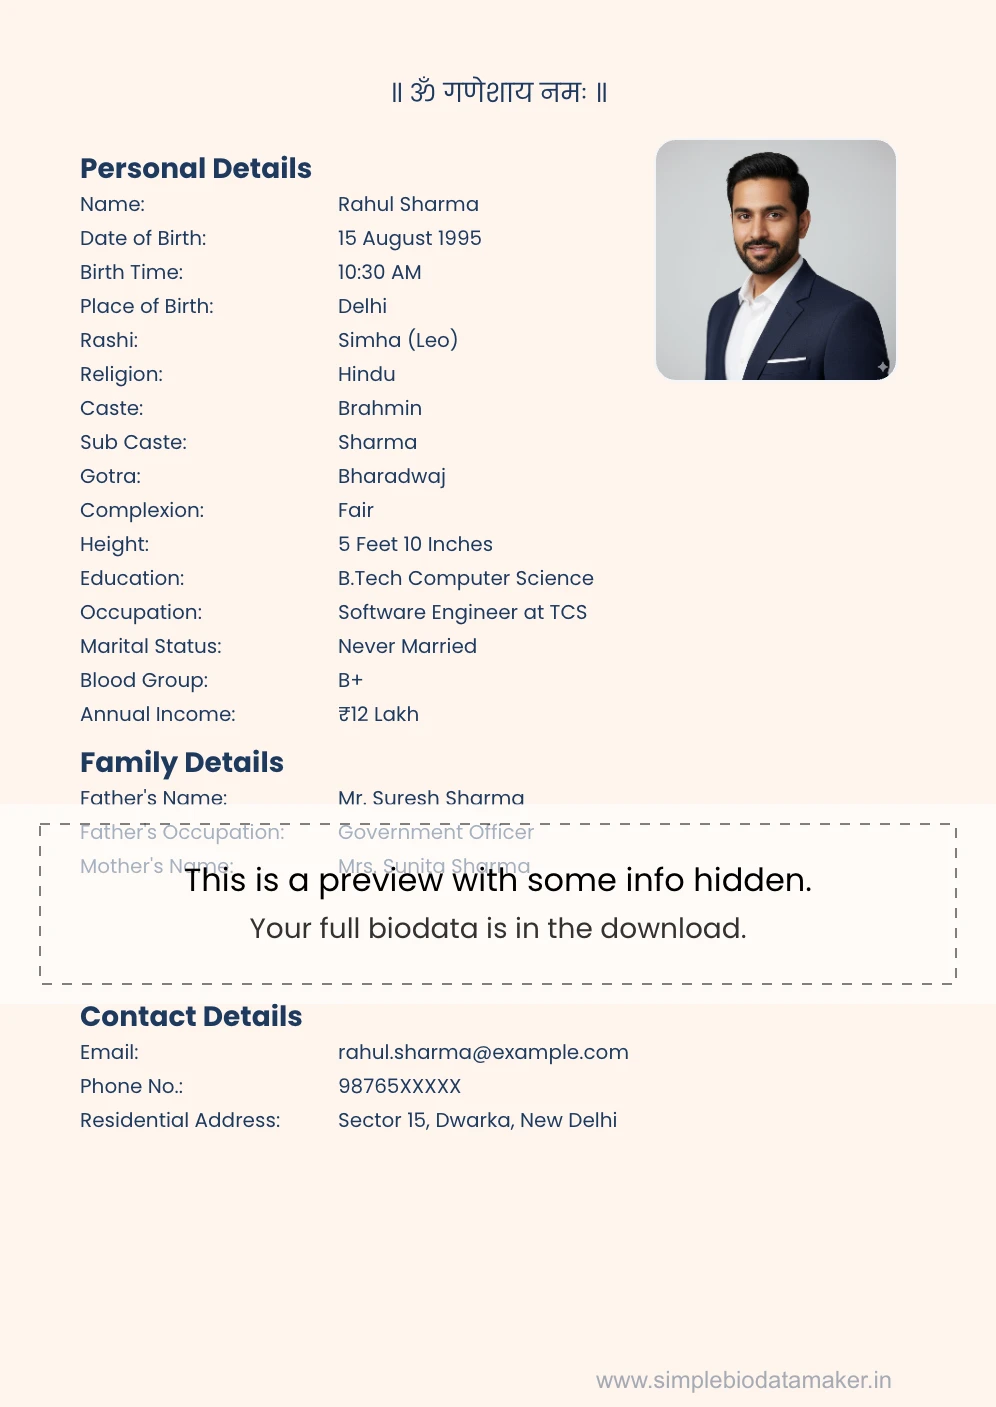 ॥ ॐ गणेशाय नमः ॥
Personal Details
Name: Rahul Sharma
Date of Birth: 15 August 1995
Birth Time: 10:30 AM
Place of Birth: Delhi
Rashi: Simha (Leo)
Religion: Hindu
Caste: Brahmin
Sub Caste: Sharma
Gotra: Bharadwaj
Complexion: Fair
Height: 5 Feet 10 Inches
Education: B.Tech Computer Science
Occupation: Software Engineer at TCS
Marital Status: Never Married
Blood Group: B+
Annual Income: ₹12 Lakh
Family Details
Father's Name: Mr. Suresh Sharma
Father's Occupation: Government Officer
Mother's Name: Mrs. Sunita Sharma
This is a preview with some info hidden.
Your full biodata is in the download.
Contact Details
Email: rahul.sharma@example.com
Phone No.: 98765XXXXX
Residential Address: Sector 15, Dwarka, New Delhi
www.simplebiodatamaker.in